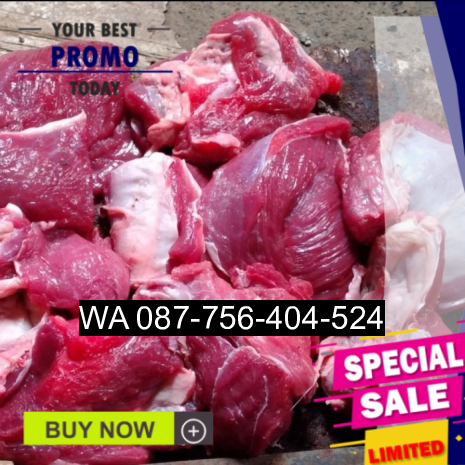 YOUR BEST
PROMO
TODAY
WA 087-756-404-524
SPECIAL
SALE
LIMITED
BUY NOW